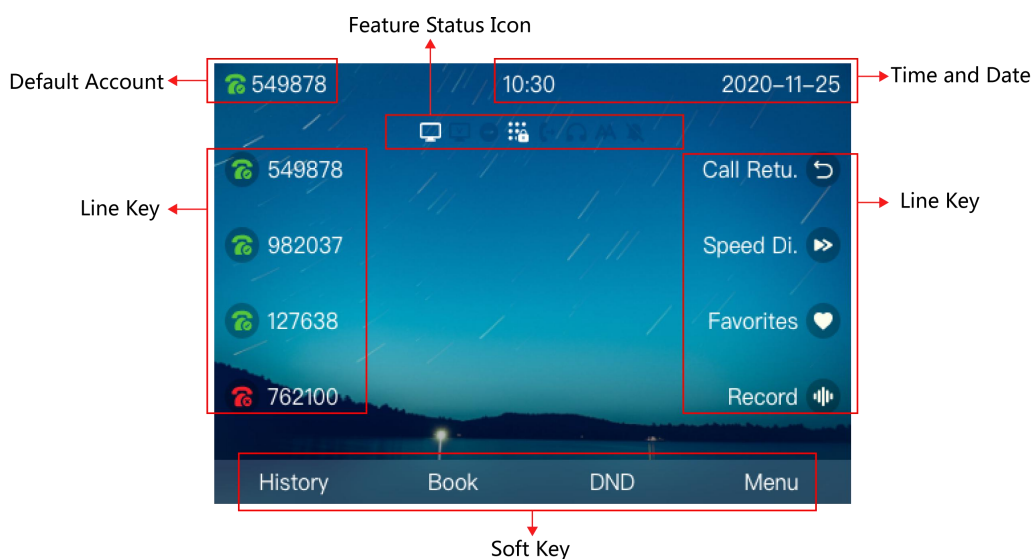 Feature Status Icon
Default Account
549878
10:30
2020-11-25
Time and Date
549878
Call Retu.
Line Key
982037
Speed Di.
Line Key
127638
Favorites
762100
Record
History
Book
DND
Menu
Soft Key